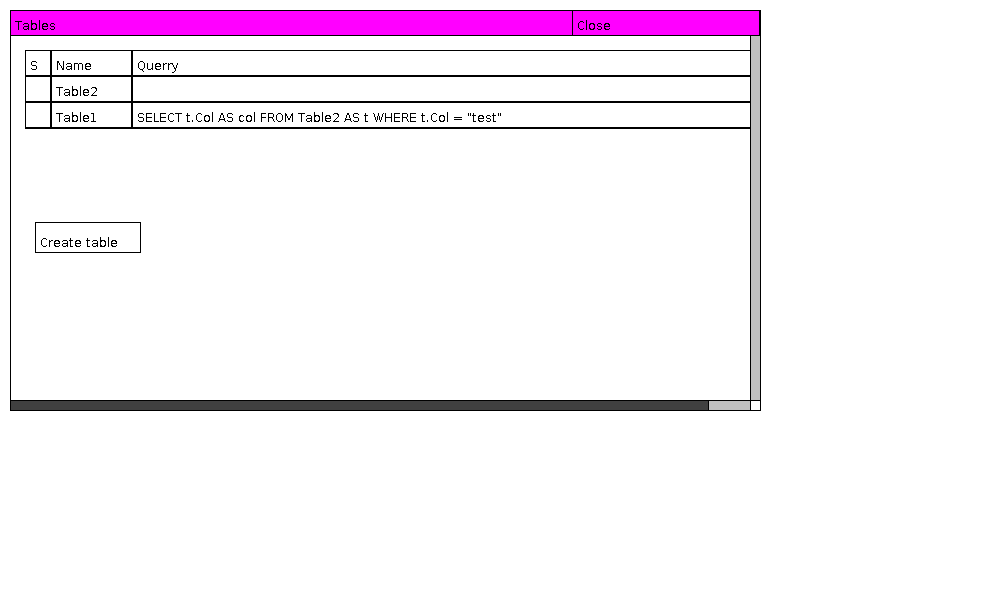 Tables Close
S Name Querry
Table2
Table1 SELECT t.Col AS col FROM Table2 AS t WHERE t.Col = "test"
Create table